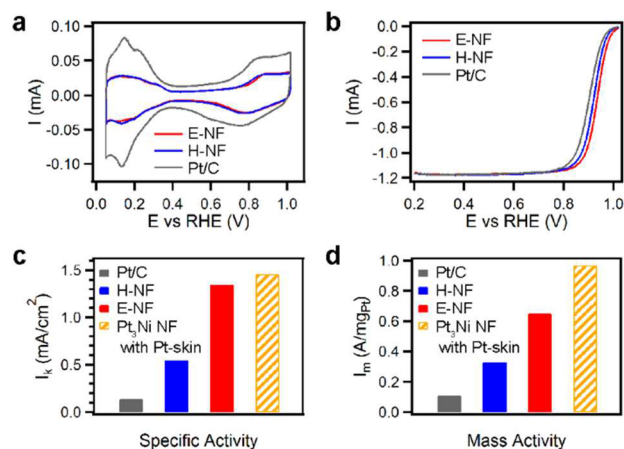 a
0.10
0.05
0.00
-0.05
-0.10
I (mA)
E-NF
H-NF
Pt/C
0.0 0.2 0.4 0.6 0.8 1.0
E vs RHE (V)
b
0.0
-0.2
-0.4
-0.6
-0.8
-1.0
-1.2
I (mA)
E-NF
H-NF
Pt/C
0.2 0.4 0.6 0.8 1.0
E vs RHE (V)
c
1.5
1.0
0.5
0.0
I_k (mA/cm²)
Pt/C
H-NF
E-NF
Pt₃Ni NF
with Pt-skin
Specific Activity
d
1.0
0.8
0.6
0.4
0.2
0.0
I_m (A/mg_Pt)
Pt/C
H-NF
E-NF
Pt₃Ni NF
with Pt-skin
Mass Activity